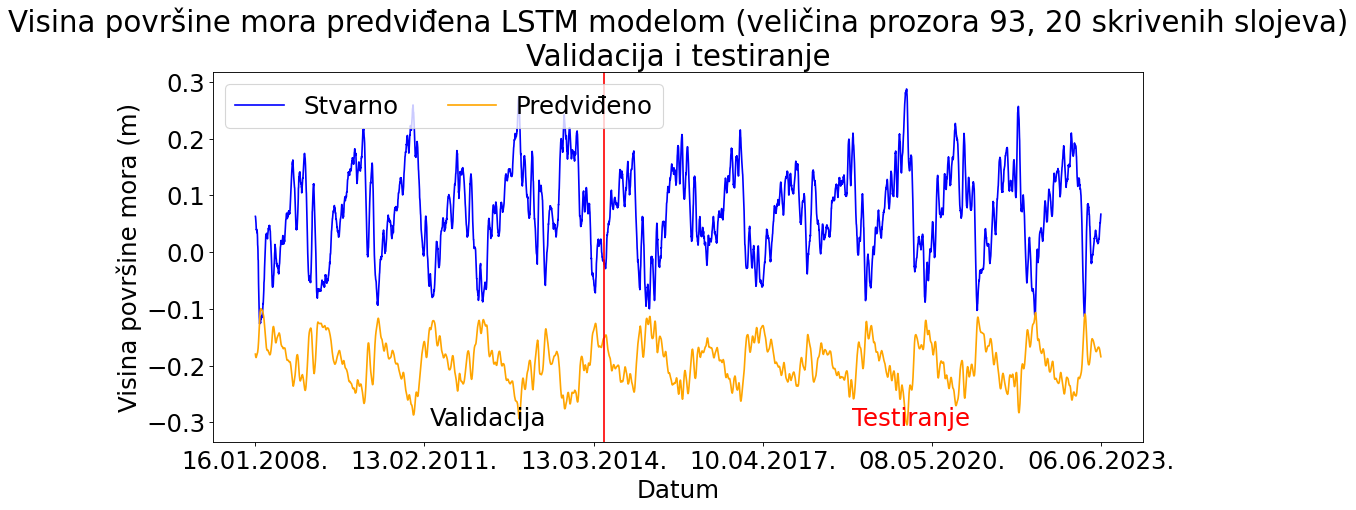 Visina površine mora predviđena LSTM modelom (veličina prozora 93, 20 skrivenih slojeva)
Validacija i testiranje
Stvarno Predviđeno
Visina površine mora (m)
0.3
0.2
0.1
0.0
−0.1
−0.2
−0.3
Validacija Testiranje
16.01.2008. 13.02.2011. 13.03.2014. 10.04.2017. 08.05.2020. 06.06.2023.
Datum